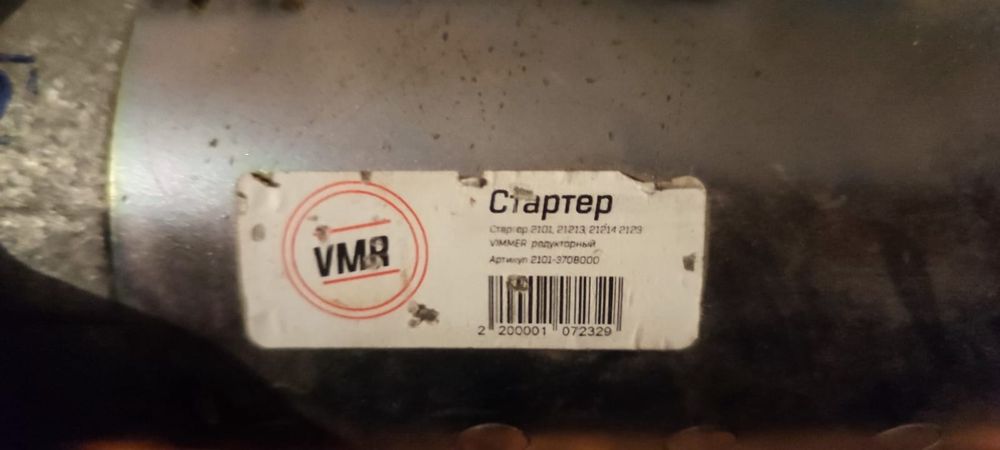 VMR
Стартер
Стартер 2101, 21213, 21214 2123
VIMMER редукторный
Артикул 2101-3708000
2 200001 072329